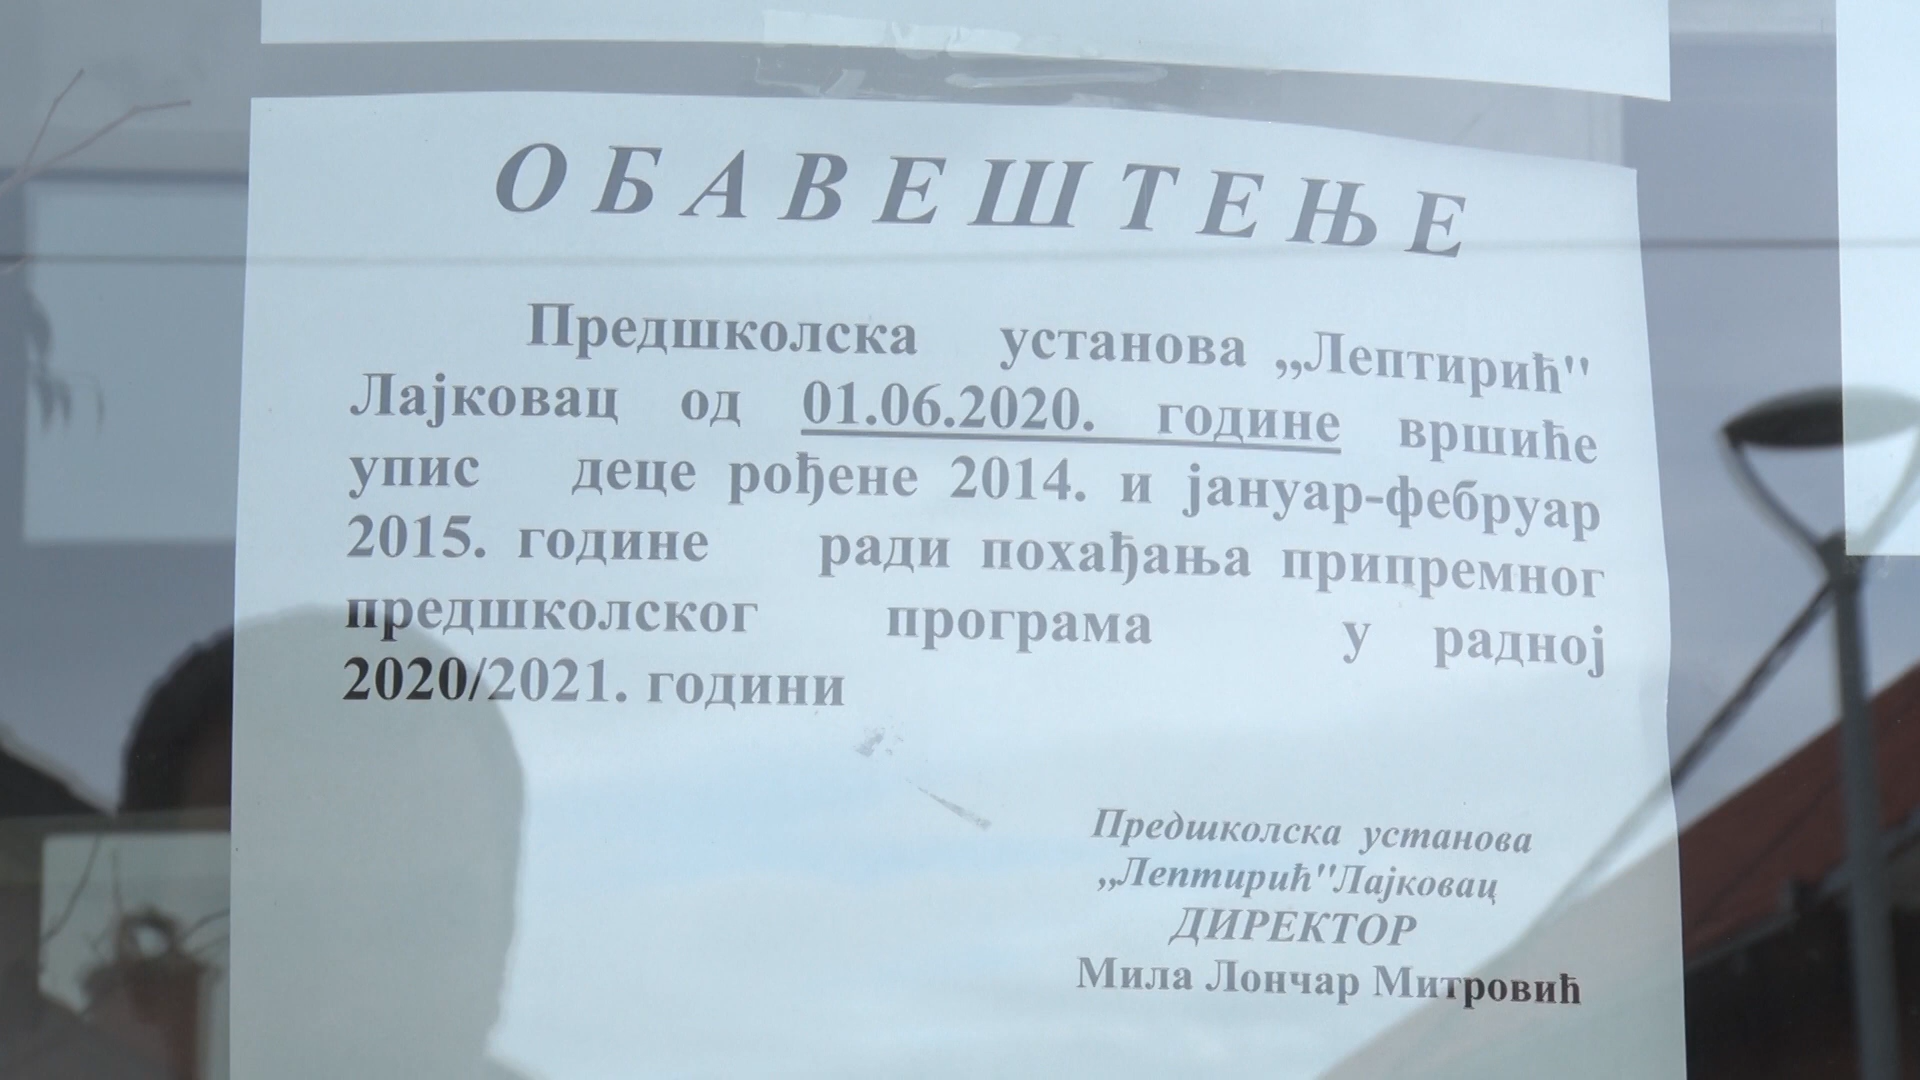 ОБАВЕШТЕЊЕ
Предшколска установа „Лептирић"
Лајковац од 01.06.2020. године вршиће
упис деце рођене 2014. и јануар-фебруар
2015. године ради похађања припремног
предшколског програма у радној
2020/2021. години
Предшколска установа
„Лептирић"Лајковац
ДИРЕКТОР
Мила Лончар Митровић